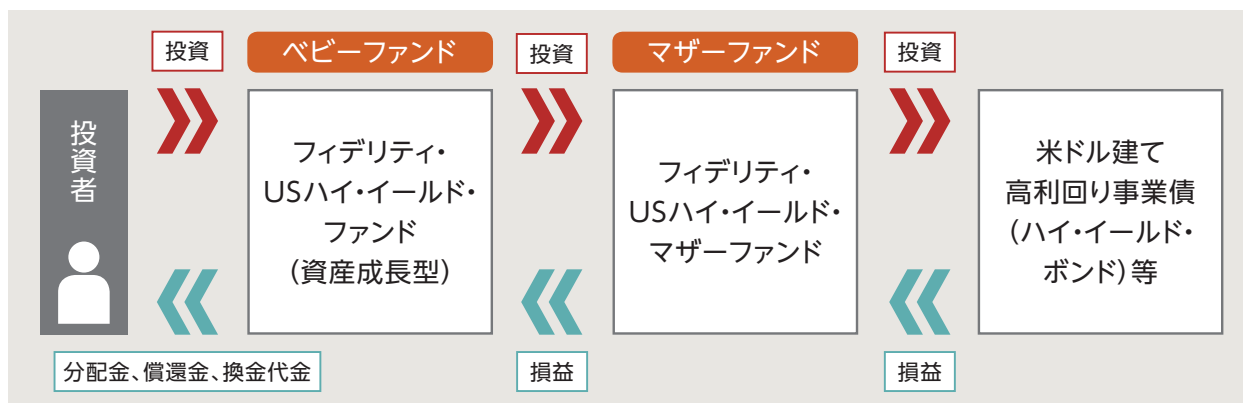 投資
ベビーファンド
投資
マザーファンド
投資
投資者
フィデリティ・
USハイ・イールド・
ファンド
(資産成長型)
フィデリティ・
USハイ・イールド・
マザーファンド
米ドル建て
高利回り事業債
(ハイ・イールド・
ボンド)等
分配金、償還金、換金代金
損益
損益